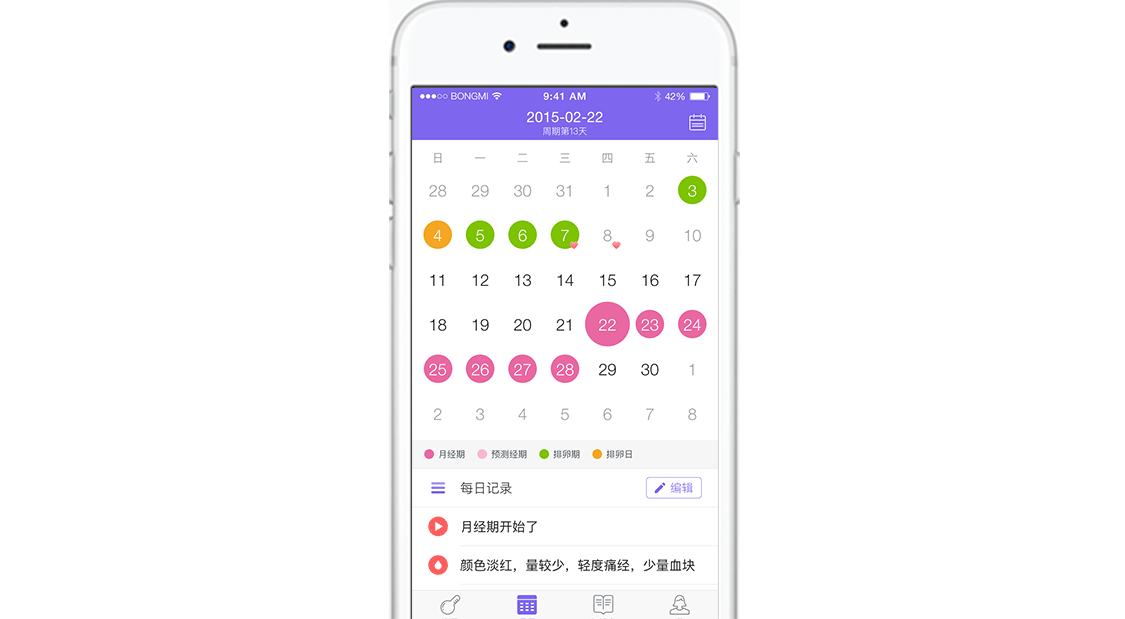 BONGMI 9:41 AM 42%
2015-02-22
周期第13天
日 一 二 三 四 五 六
28 29 30 31 1 2 3
4 5 6 7 8 9 10
11 12 13 14 15 16 17
18 19 20 21 22 23 24
25 26 27 28 29 30 1
2 3 4 5 6 7 8
月经期 预测经期 排卵期 排卵日
每日记录 编辑
月经期开始了
颜色淡红，量较少，轻度痛经，少量血块